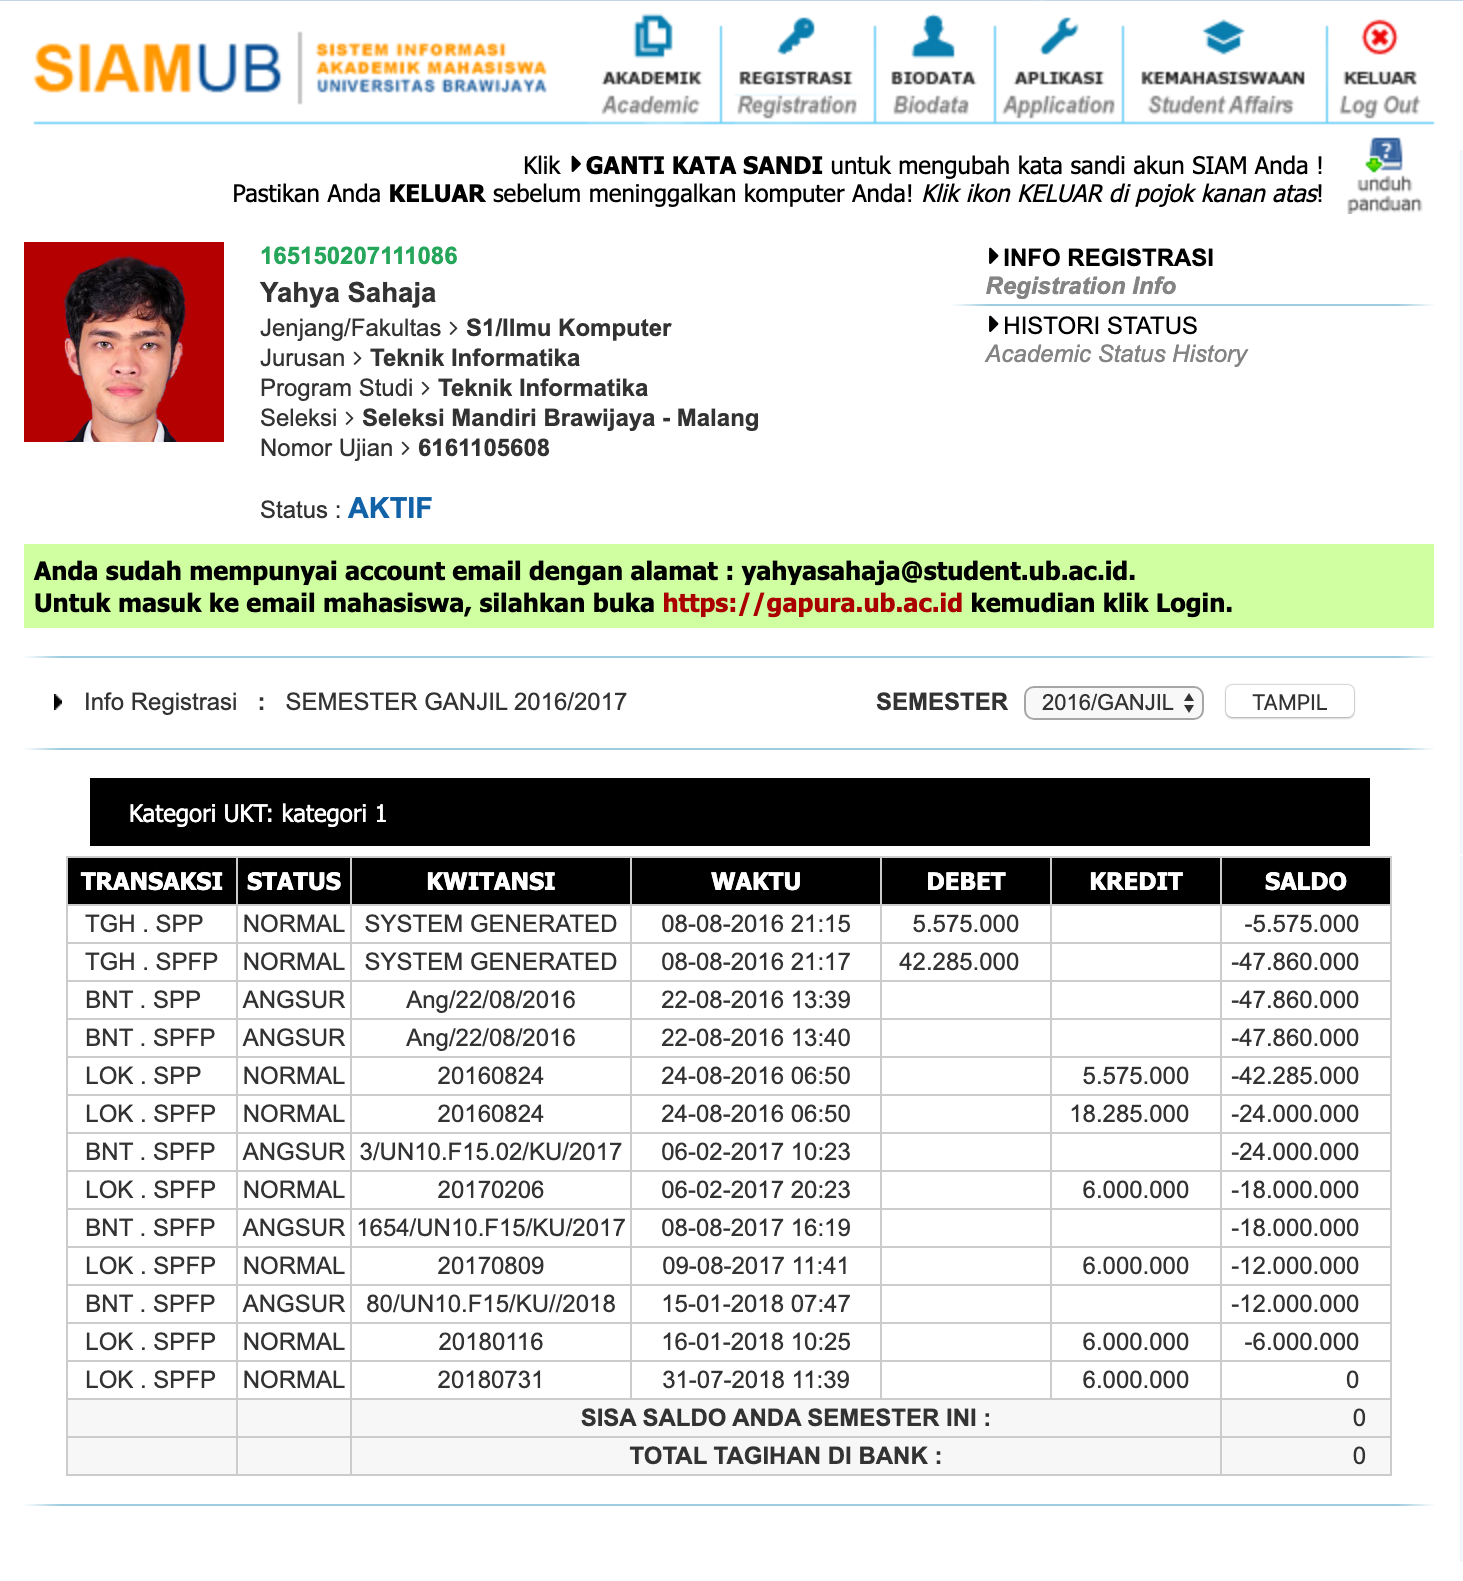 SIAMUB
SISTEM INFORMASI
AKADEMIK MAHASISWA
UNIVERSITAS BRAWIJAYA
AKADEMIK REGISTRASI BIODATA APLIKASI KEMAHASISWAAN KELUAR
Academic Registration Biodata Application Student Affairs Log Out
Klik GANTI KATA SANDI untuk mengubah kata sandi akun SIAM Anda !
Pastikan Anda KELUAR sebelum meninggalkan komputer Anda! Klik ikon KELUAR di pojok kanan atas!
unduh
panduan
165150207111086
Yahya Sahaja
Jenjang/Fakultas > S1/Ilmu Komputer
Jurusan > Teknik Informatika
Program Studi > Teknik Informatika
Seleksi > Seleksi Mandiri Brawijaya - Malang
Nomor Ujian > 6161105608
Status : AKTIF
INFO REGISTRASI
Registration Info
HISTORI STATUS
Academic Status History
Anda sudah mempunyai account email dengan alamat : yahyasahaja@student.ub.ac.id.
Untuk masuk ke email mahasiswa, silahkan buka https://gapura.ub.ac.id kemudian klik Login.
Info Registrasi : SEMESTER GANJIL 2016/2017 SEMESTER 2016/GANJIL TAMPIL
Kategori UKT: kategori 1
TRANSAKSI STATUS KWITANSI WAKTU DEBET KREDIT SALDO
TGH . SPP NORMAL SYSTEM GENERATED 08-08-2016 21:15 5.575.000 -5.575.000
TGH . SPFP NORMAL SYSTEM GENERATED 08-08-2016 21:17 42.285.000 -47.860.000
BNT . SPP ANGSUR Ang/22/08/2016 22-08-2016 13:39 -47.860.000
BNT . SPFP ANGSUR Ang/22/08/2016 22-08-2016 13:40 -47.860.000
LOK . SPP NORMAL 20160824 24-08-2016 06:50 5.575.000 -42.285.000
LOK . SPFP NORMAL 20160824 24-08-2016 06:50 18.285.000 -24.000.000
BNT . SPFP ANGSUR 3/UN10.F15.02/KU/2017 06-02-2017 10:23 -24.000.000
LOK . SPFP NORMAL 20170206 06-02-2017 20:23 6.000.000 -18.000.000
BNT . SPFP ANGSUR 1654/UN10.F15/KU/2017 08-08-2017 16:19 -18.000.000
LOK . SPFP NORMAL 20170809 09-08-2017 11:41 6.000.000 -12.000.000
BNT . SPFP ANGSUR 80/UN10.F15/KU//2018 15-01-2018 07:47 -12.000.000
LOK . SPFP NORMAL 20180116 16-01-2018 10:25 6.000.000 -6.000.000
LOK . SPFP NORMAL 20180731 31-07-2018 11:39 6.000.000 0
SISA SALDO ANDA SEMESTER INI : 0
TOTAL TAGIHAN DI BANK : 0